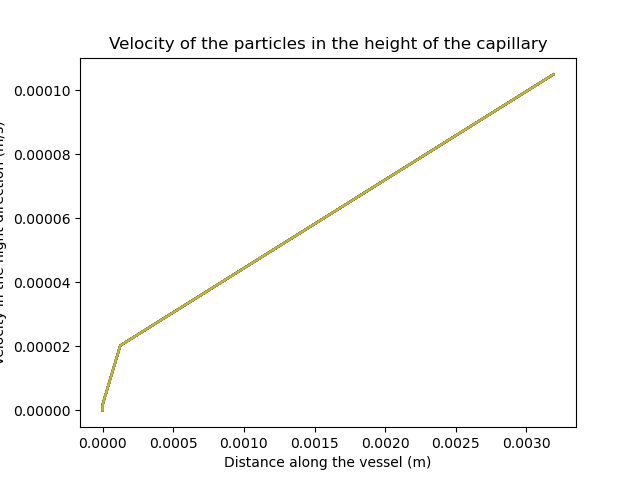 Velocity of the particles in the height of the capillary
0.00010
0.00008
0.00006
0.00004
0.00002
0.00000
0.0000 0.0005 0.0010 0.0015 0.0020 0.0025 0.0030
Distance along the vessel (m)